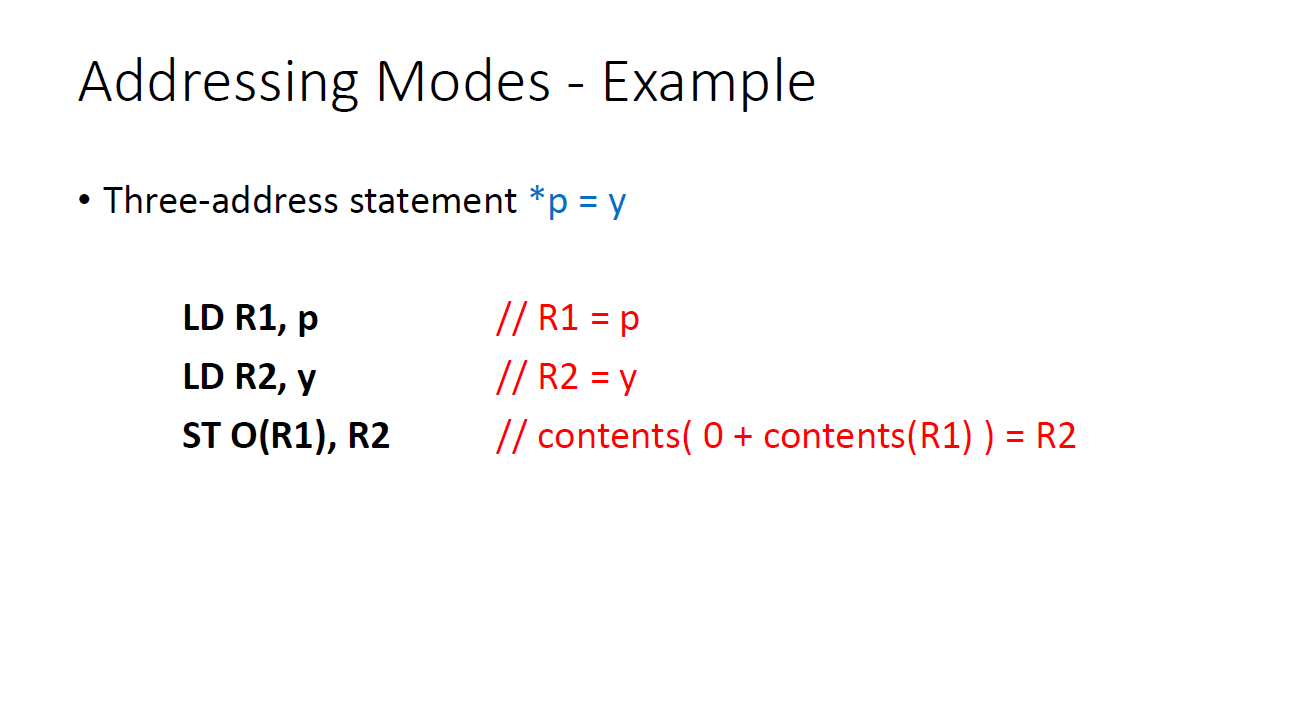 Addressing Modes - Example
• Three-address statement *p = y
LD R1, p // R1 = p
LD R2, y // R2 = y
ST O(R1), R2 // contents( 0 + contents(R1) ) = R2